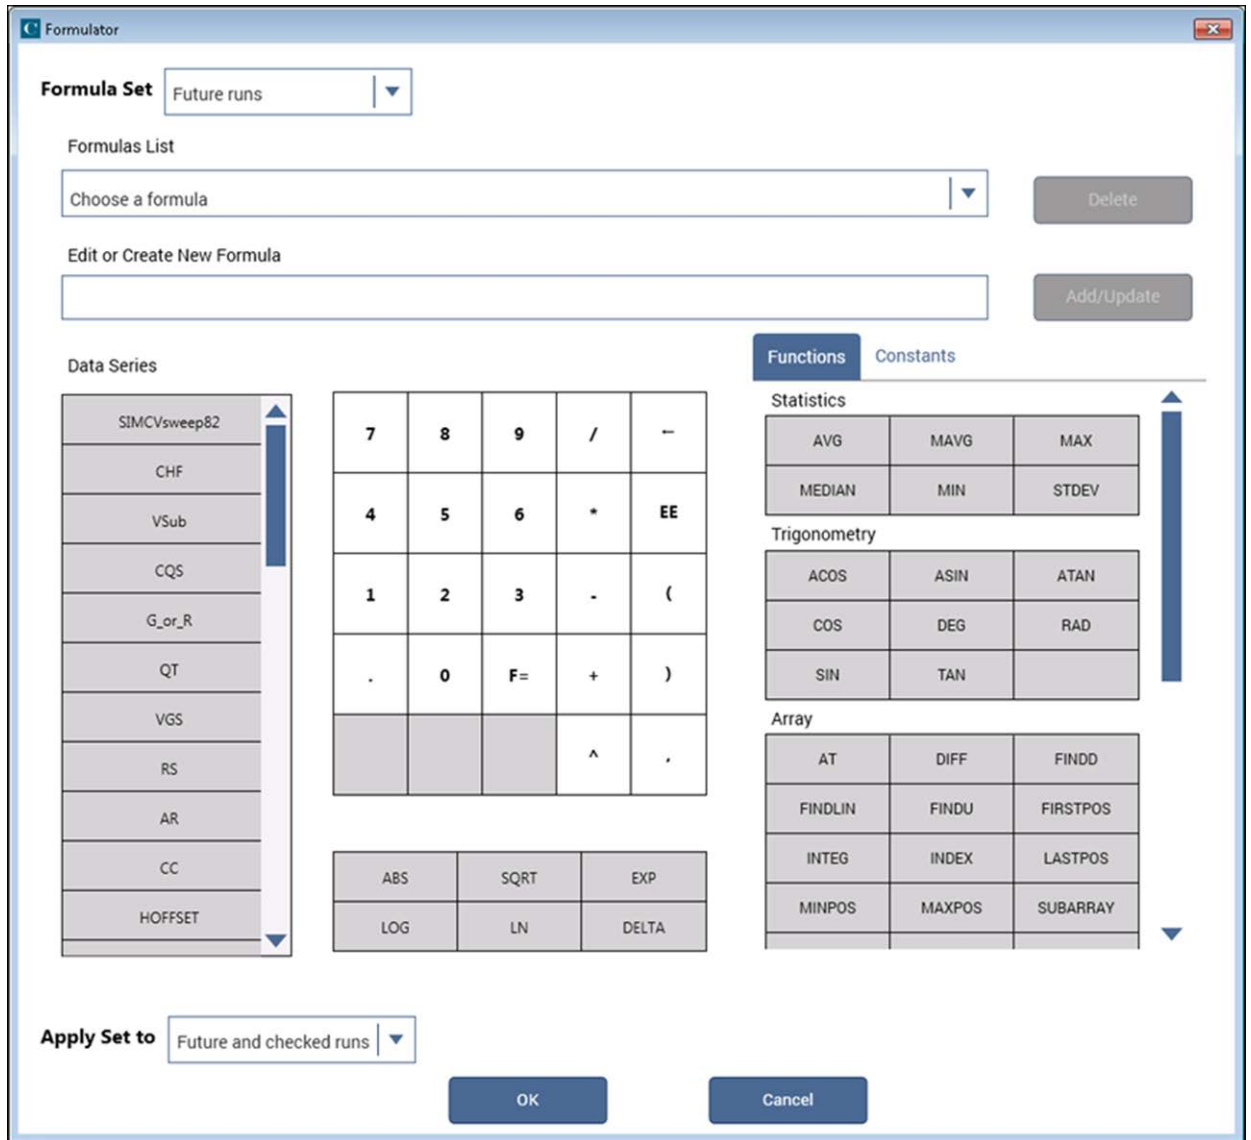 Formulator
Formula Set Future runs
Formulas List
Choose a formula
Delete
Edit or Create New Formula
Add/Update
Functions Constants
Data Series
SIMCVsweep82
CHF
VSub
CQS
G_or_R
QT
VGS
RS
AR
CC
HOFFSET
7 8 9 / ←
4 5 6 * EE
1 2 3 - (
. 0 F= + )
^ ,
ABS SQRT EXP
LOG LN DELTA
Statistics
AVG MAVG MAX
MEDIAN MIN STDEV
Trigonometry
ACOS ASIN ATAN
COS DEG RAD
SIN TAN
Array
AT DIFF FINDD
FINDLIN FINDU FIRSTPOS
INTEG INDEX LASTPOS
MINPOS MAXPOS SUBARRAY
Apply Set to Future and checked runs
OK Cancel